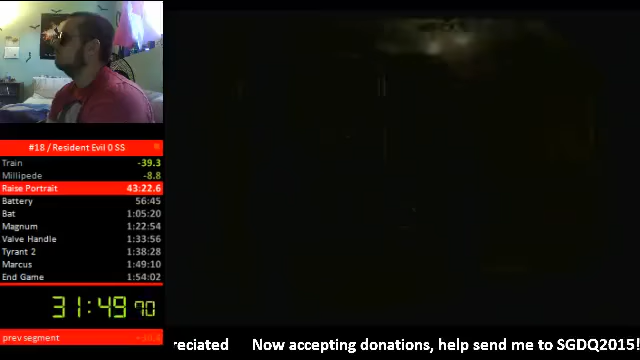 #18 / Resident Evil 0 SS
Train -39.3
Millipede -8.8
Raise Portrait 43:22.6
Battery 56:45
Bat 1:05:20
Magnum 1:22:54
Valve Handle 1:33:56
Tyrant 2 1:38:28
Marcus 1:49:10
End Game 1:54:02
31:49 70
prev segment
reciated Now accepting donations, help send me to SGDQ2015!